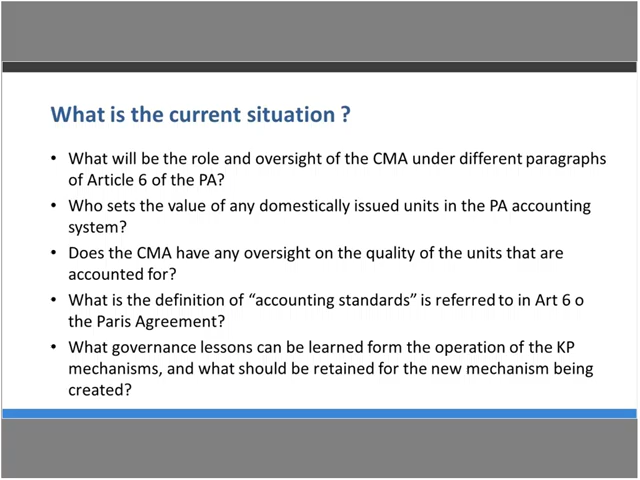 What is the current situation ?
• What will be the role and oversight of the CMA under different paragraphs
of Article 6 of the PA?
• Who sets the value of any domestically issued units in the PA accounting
system?
• Does the CMA have any oversight on the quality of the units that are
accounted for?
• What is the definition of “accounting standards” is referred to in Art 6 o
the Paris Agreement?
• What governance lessons can be learned form the operation of the KP
mechanisms, and what should be retained for the new mechanism being
created?